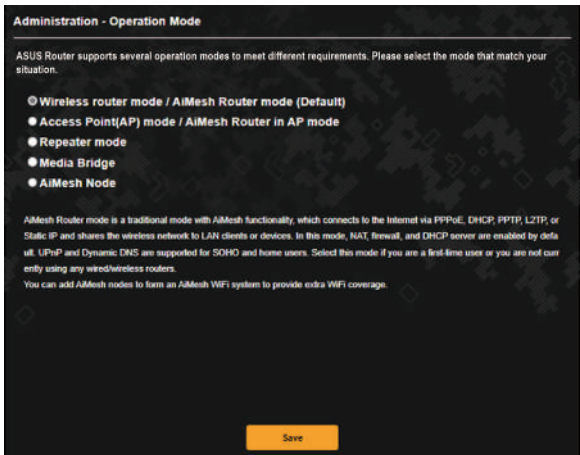 Administration - Operation Mode
ASUS Router supports several operation modes to meet different requirements. Please select the mode that match your
situation.
Wireless router mode / AiMesh Router mode (Default)
Access Point(AP) mode / AiMesh Router in AP mode
Repeater mode
Media Bridge
AiMesh Node
AiMesh Router mode is a traditional mode with AiMesh functionality, which connects to the Internet via PPPoE, DHCP, PPTP, L2TP, or
Static IP and shares the wireless network to LAN clients or devices. In this mode, NAT, firewall, and DHCP server are enabled by defa
ult. UPnP and Dynamic DNS are supported for SOHO and home users. Select this mode if you are a first-time user or you are not curr
ently using any wired/wireless routers.
You can add AiMesh nodes to form an AiMesh WiFi system to provide extra WiFi coverage.
Save